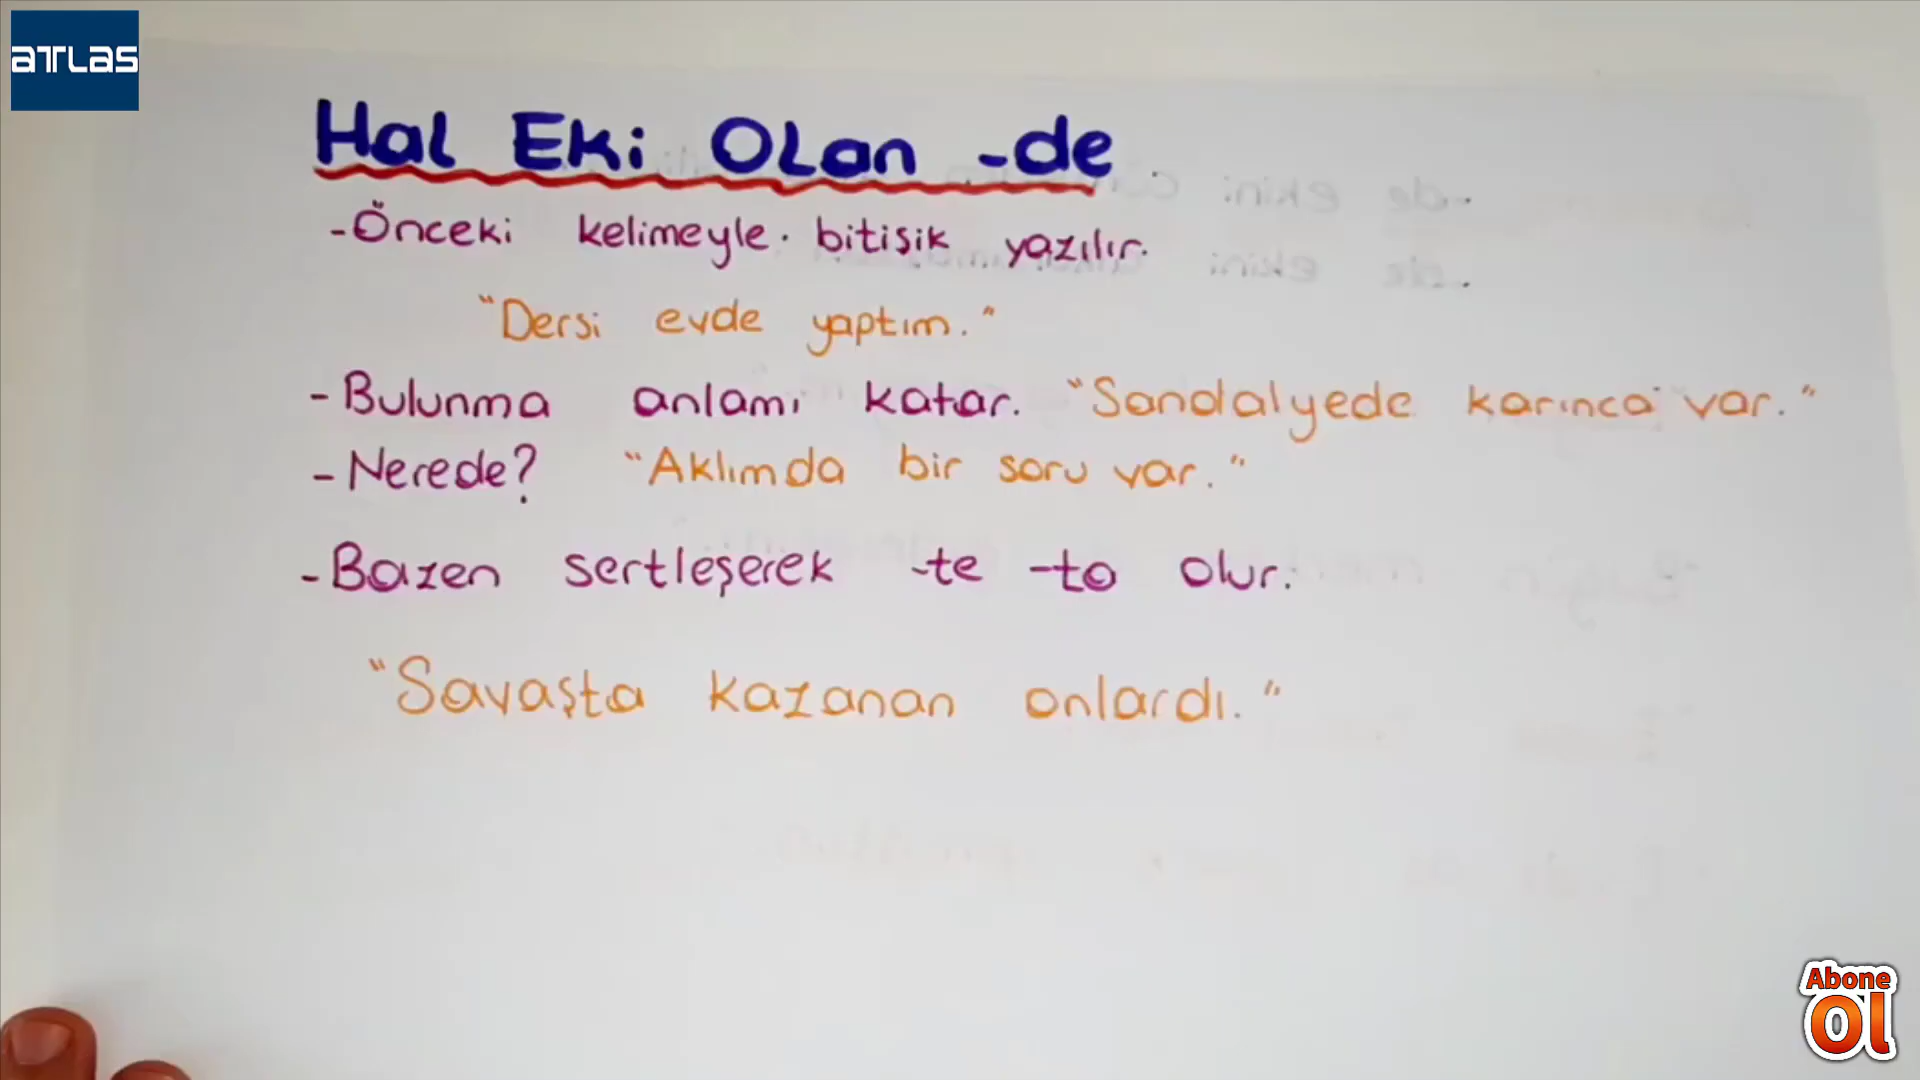 ATLAS
Hal Eki Olan -de
-Önceki kelimeyle bitişik yazılır.
"Dersi evde yaptım."
-Bulunma anlamı katar. "Sandalyede karınca var."
-Nerede? "Aklımda bir soru var."
-Bazen sertleşerek -te -ta olur.
"Savaşta kazanan onlardı."
Abone
Ol